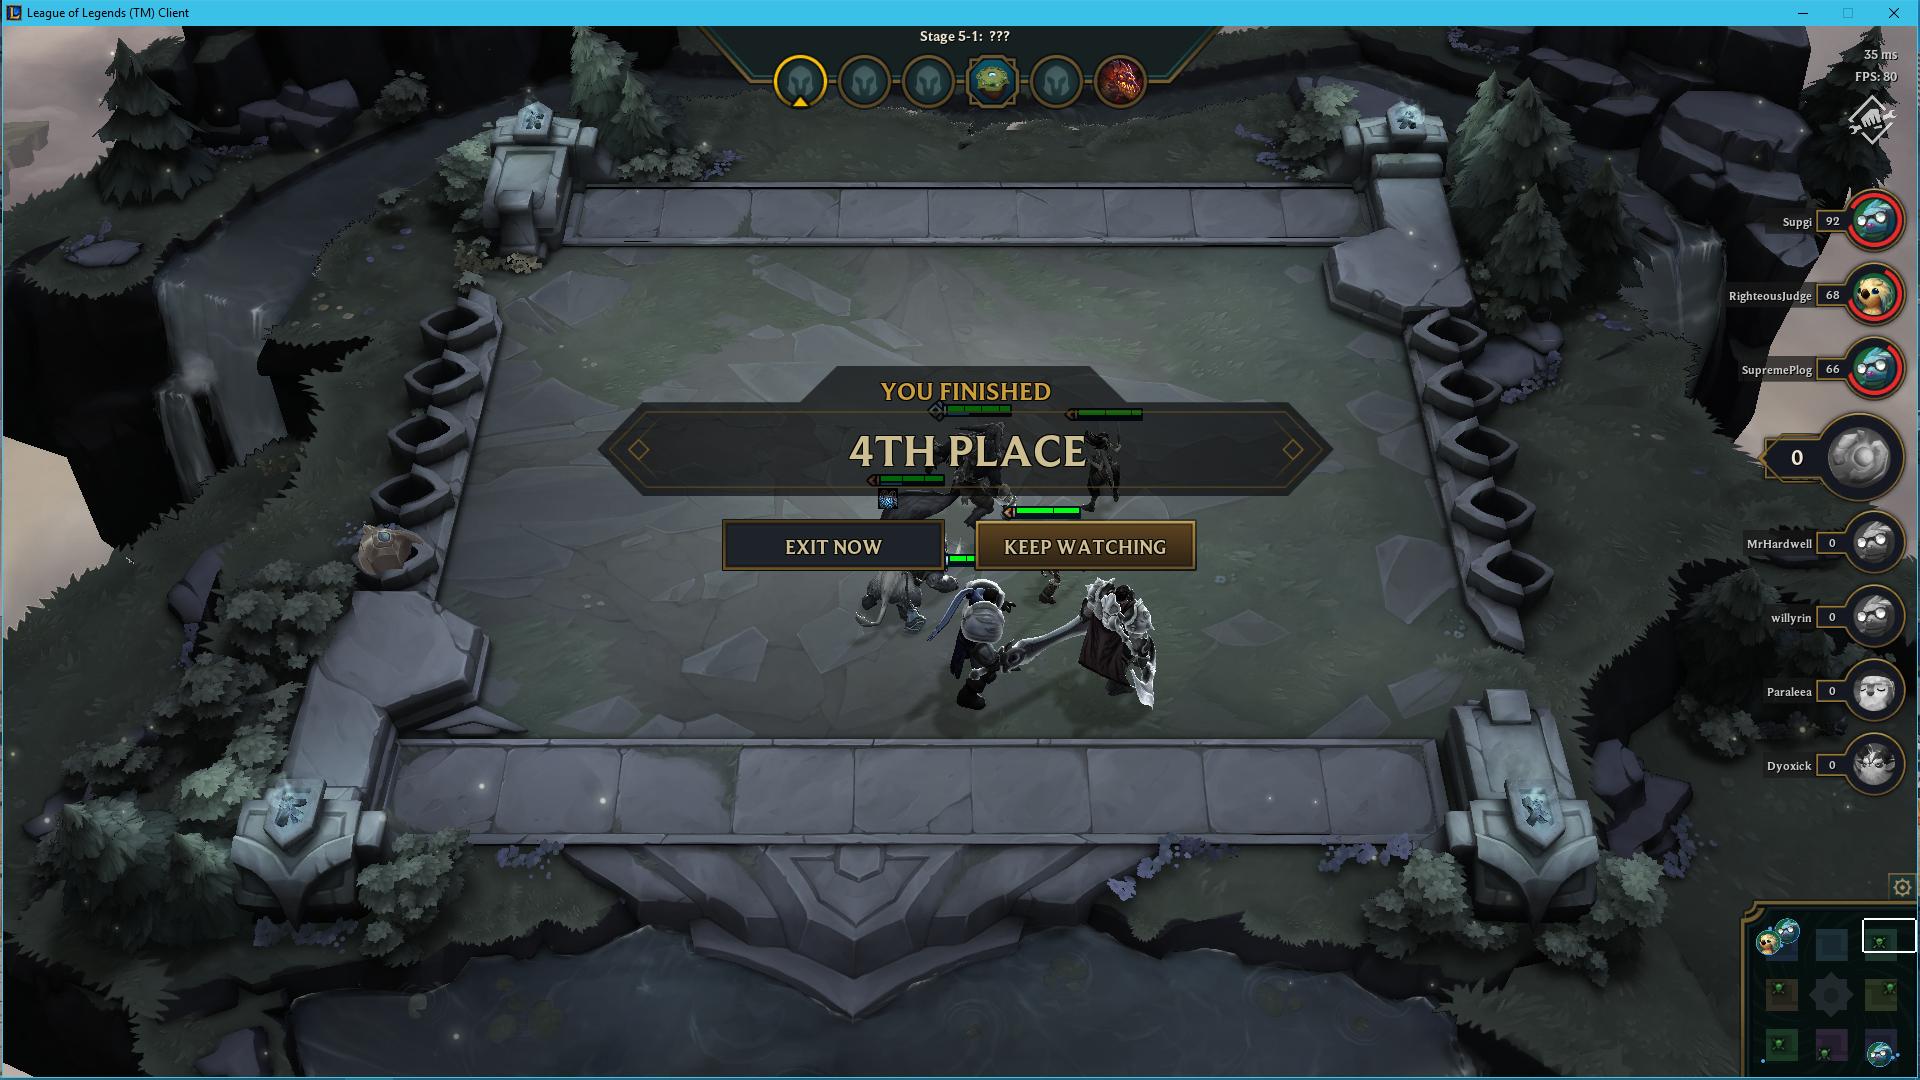 League of Legends (TM) Client
Stage 5-1: ???
35 ms
FPS: 80
Supgi 92
RighteousJudge 68
SupremePlog 66
YOU FINISHED
4TH PLACE
0
EXIT NOW
KEEP WATCHING
MrHardwell 0
willyrin 0
Paraleea 0
Dyoxick 0